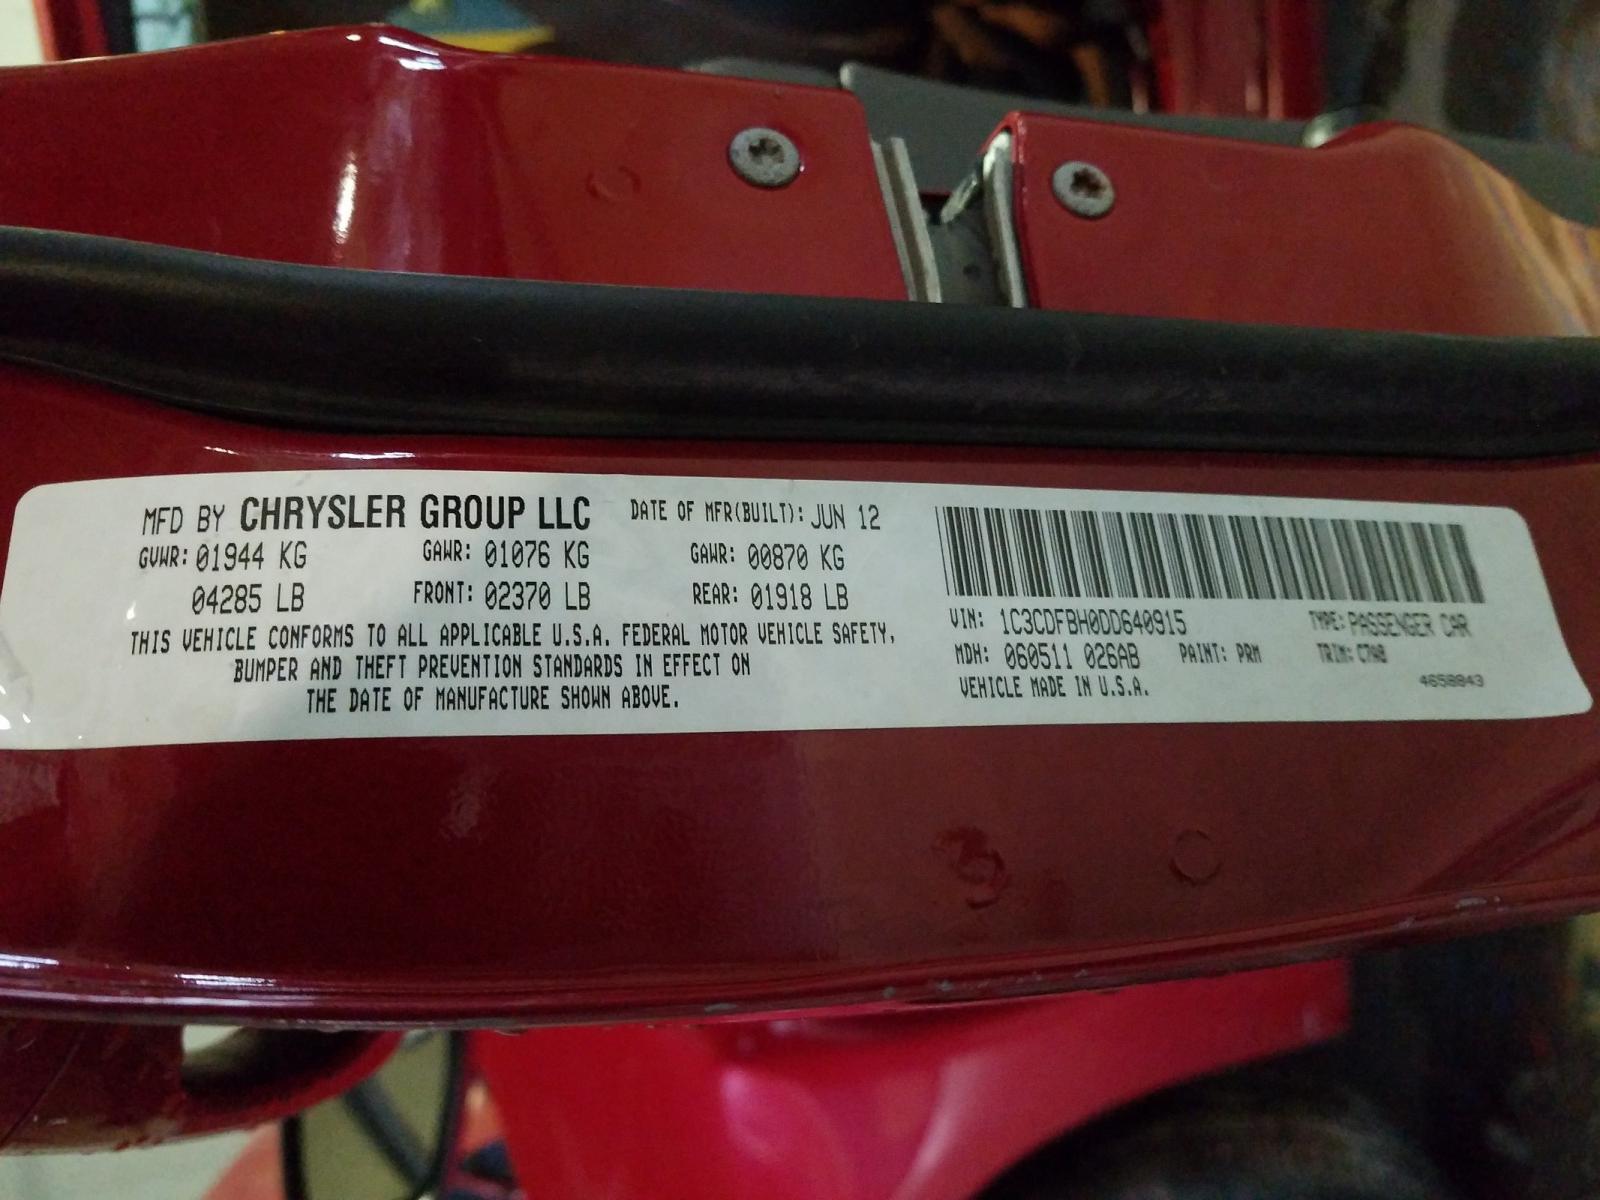 MFD BY CHRYSLER GROUP LLC DATE OF MFR(BUILT): JUN 12
GVWR: 01944 KG GAWR: 01076 KG GAWR: 00870 KG
04285 LB FRONT: 02370 LB REAR: 01918 LB
THIS VEHICLE CONFORMS TO ALL APPLICABLE U.S.A. FEDERAL MOTOR VEHICLE SAFETY,
BUMPER AND THEFT PREVENTION STANDARDS IN EFFECT ON
THE DATE OF MANUFACTURE SHOWN ABOVE.
VIN: 1C3CDFBH0DD640915 TYPE: PASSENGER CAR
MDH: 060511 026AB PAINT: PRM TRIM:
VEHICLE MADE IN U.S.A. 4658843